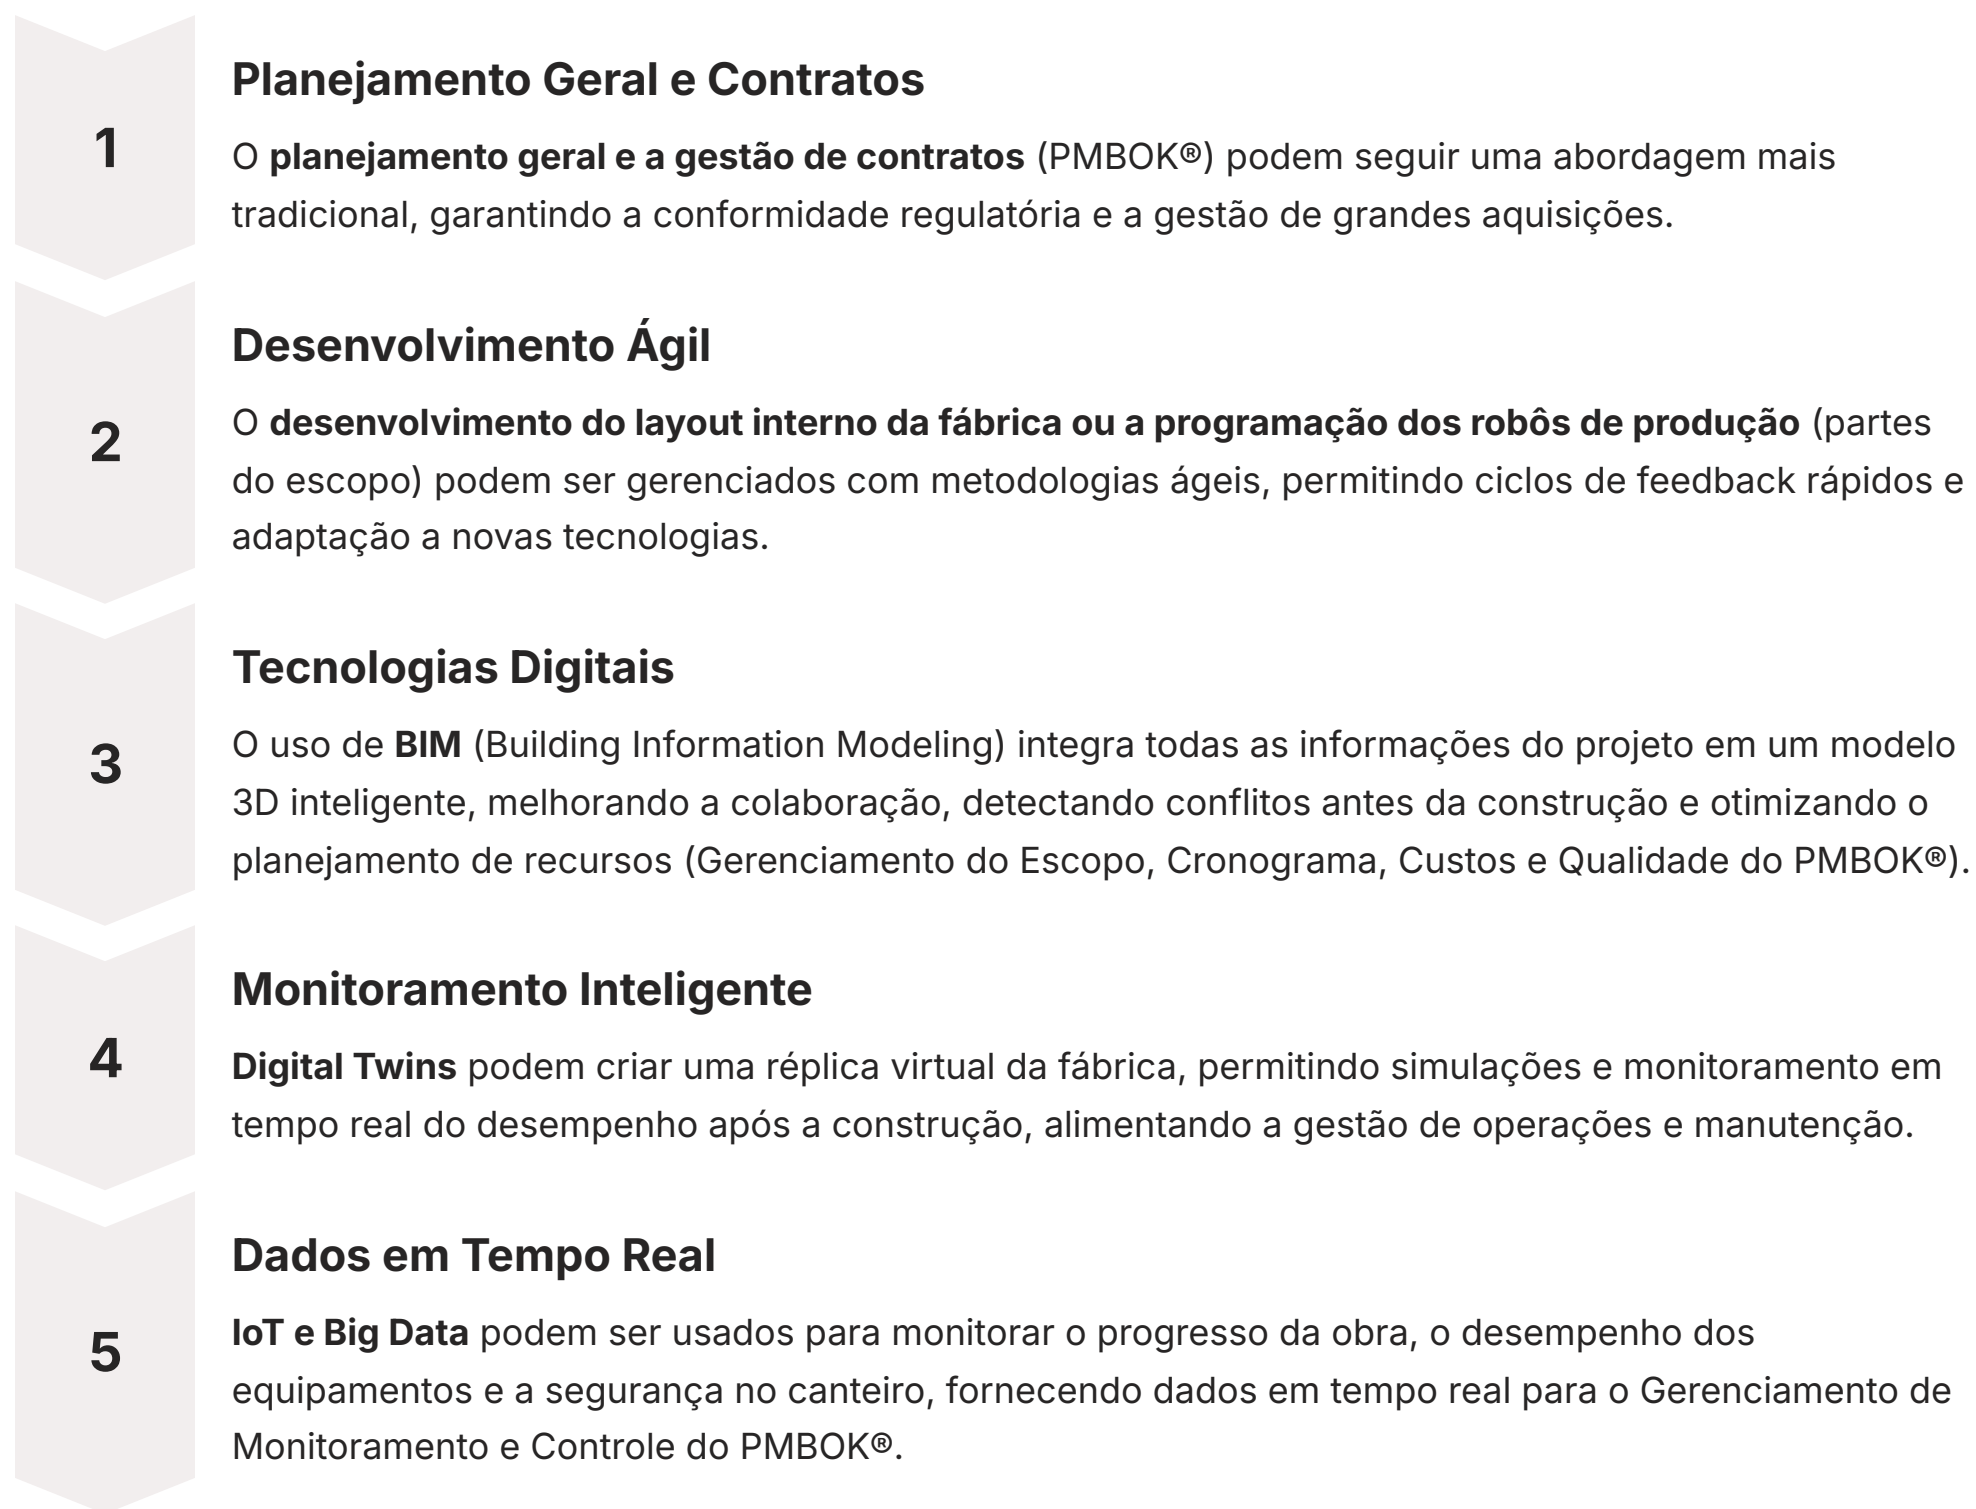 1
Planejamento Geral e Contratos
O planejamento geral e a gestão de contratos (PMBOK®) podem seguir uma abordagem mais
tradicional, garantindo a conformidade regulatória e a gestão de grandes aquisições.
2
Desenvolvimento Ágil
O desenvolvimento do layout interno da fábrica ou a programação dos robôs de produção (partes
do escopo) podem ser gerenciados com metodologias ágeis, permitindo ciclos de feedback rápidos e
adaptação a novas tecnologias.
3
Tecnologias Digitais
O uso de BIM (Building Information Modeling) integra todas as informações do projeto em um modelo
3D inteligente, melhorando a colaboração, detectando conflitos antes da construção e otimizando o
planejamento de recursos (Gerenciamento do Escopo, Cronograma, Custos e Qualidade do PMBOK®).
4
Monitoramento Inteligente
Digital Twins podem criar uma réplica virtual da fábrica, permitindo simulações e monitoramento em
tempo real do desempenho após a construção, alimentando a gestão de operações e manutenção.
5
Dados em Tempo Real
IoT e Big Data podem ser usados para monitorar o progresso da obra, o desempenho dos
equipamentos e a segurança no canteiro, fornecendo dados em tempo real para o Gerenciamento de
Monitoramento e Controle do PMBOK®.